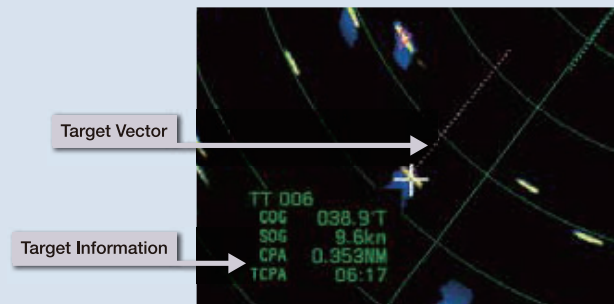 Target Vector
TT 006
COG 038.9°T
SOG 9.6kn
CPA 0.353NM
TCPA 06:17
Target Information